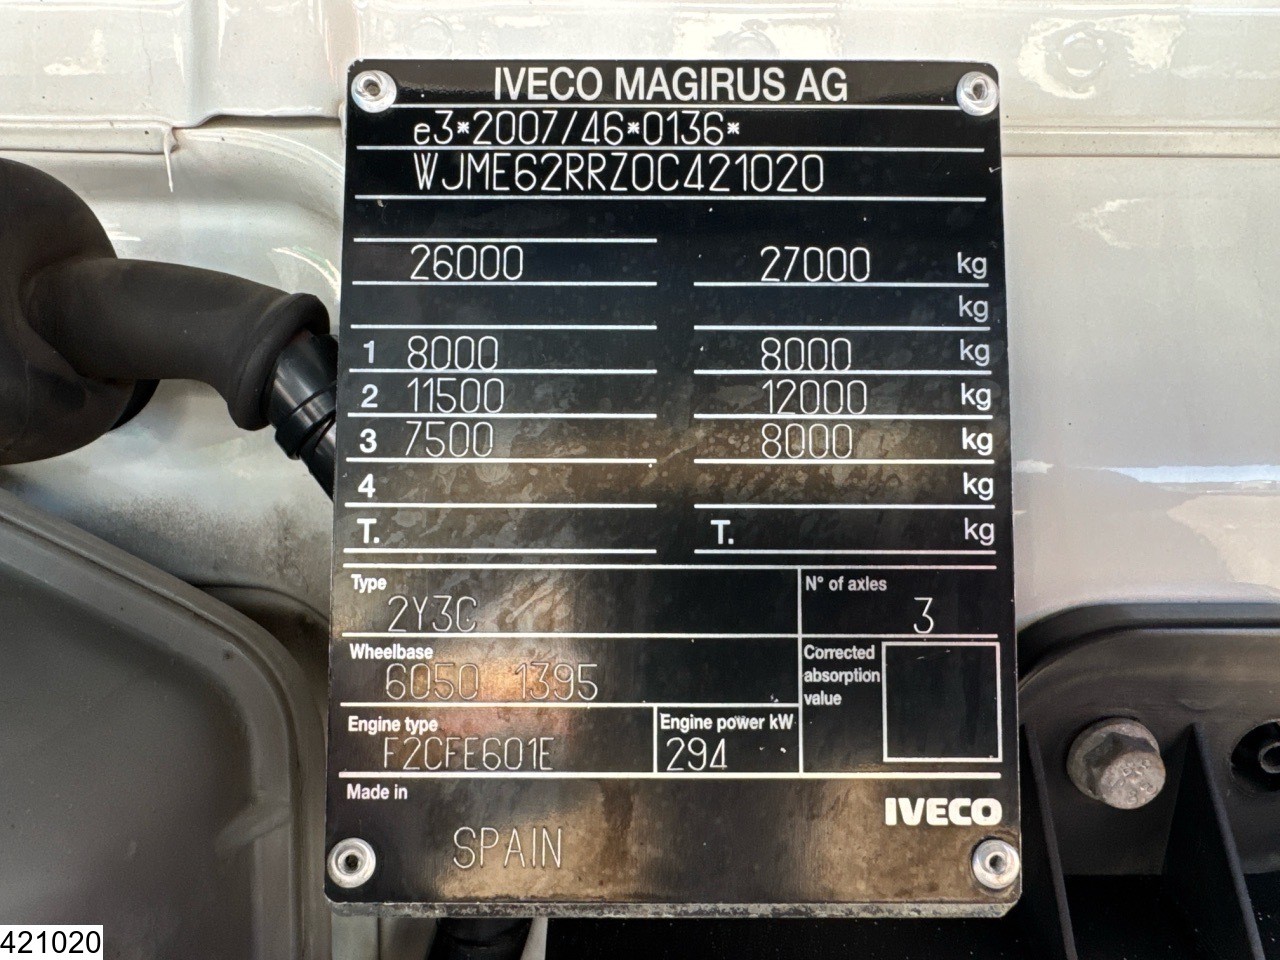 IVECO MAGIRUS AG
e3*2007/46*0136*
WJME62RRZ0C421020
26000 27000 kg
kg
1 8000 8000 kg
2 11500 12000 kg
3 7500 8000 kg
4 kg
T. T. kg
Type
2Y3C
N° of axles
3
Wheelbase
6050 1395
Corrected
absorption
value
Engine type
F2CFE601E
Engine power kW
294
Made in
SPAIN
IVECO
421020